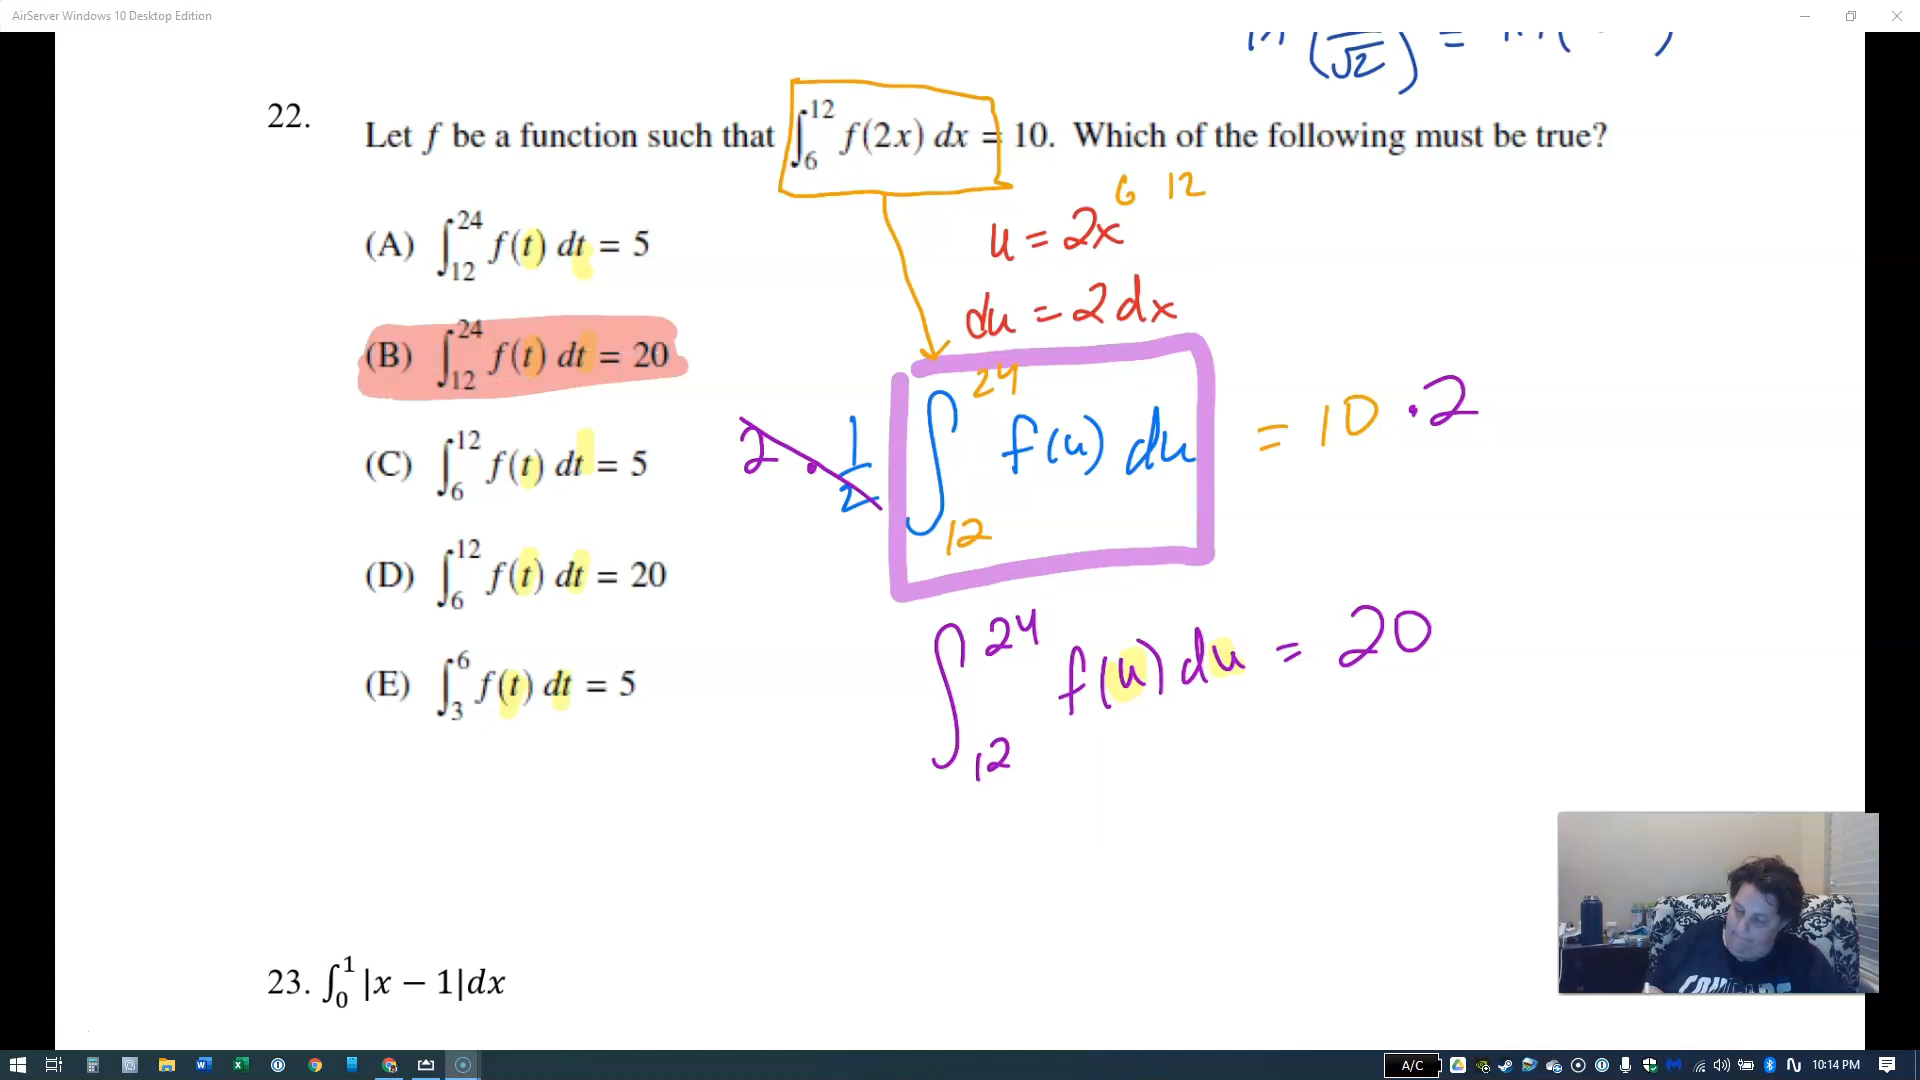 AirServer Windows 10 Desktop Edition
22. Let f be a function such that ∫₆¹² f(2x) dx = 10. Which of the following must be true?
6 12
(A) ∫₁₂²⁴ f(t) dt = 5
u = 2x
du = 2 dx
(B) ∫₁₂²⁴ f(t) dt = 20
2 · 1/2 ∫₁₂²⁴ f(u) du = 10 · 2
(C) ∫₆¹² f(t) dt = 5
(D) ∫₆¹² f(t) dt = 20
∫₁₂²⁴ f(u) du = 20
(E) ∫₃⁶ f(t) dt = 5
23. ∫₀¹ |x − 1|dx
A/C
10:14 PM